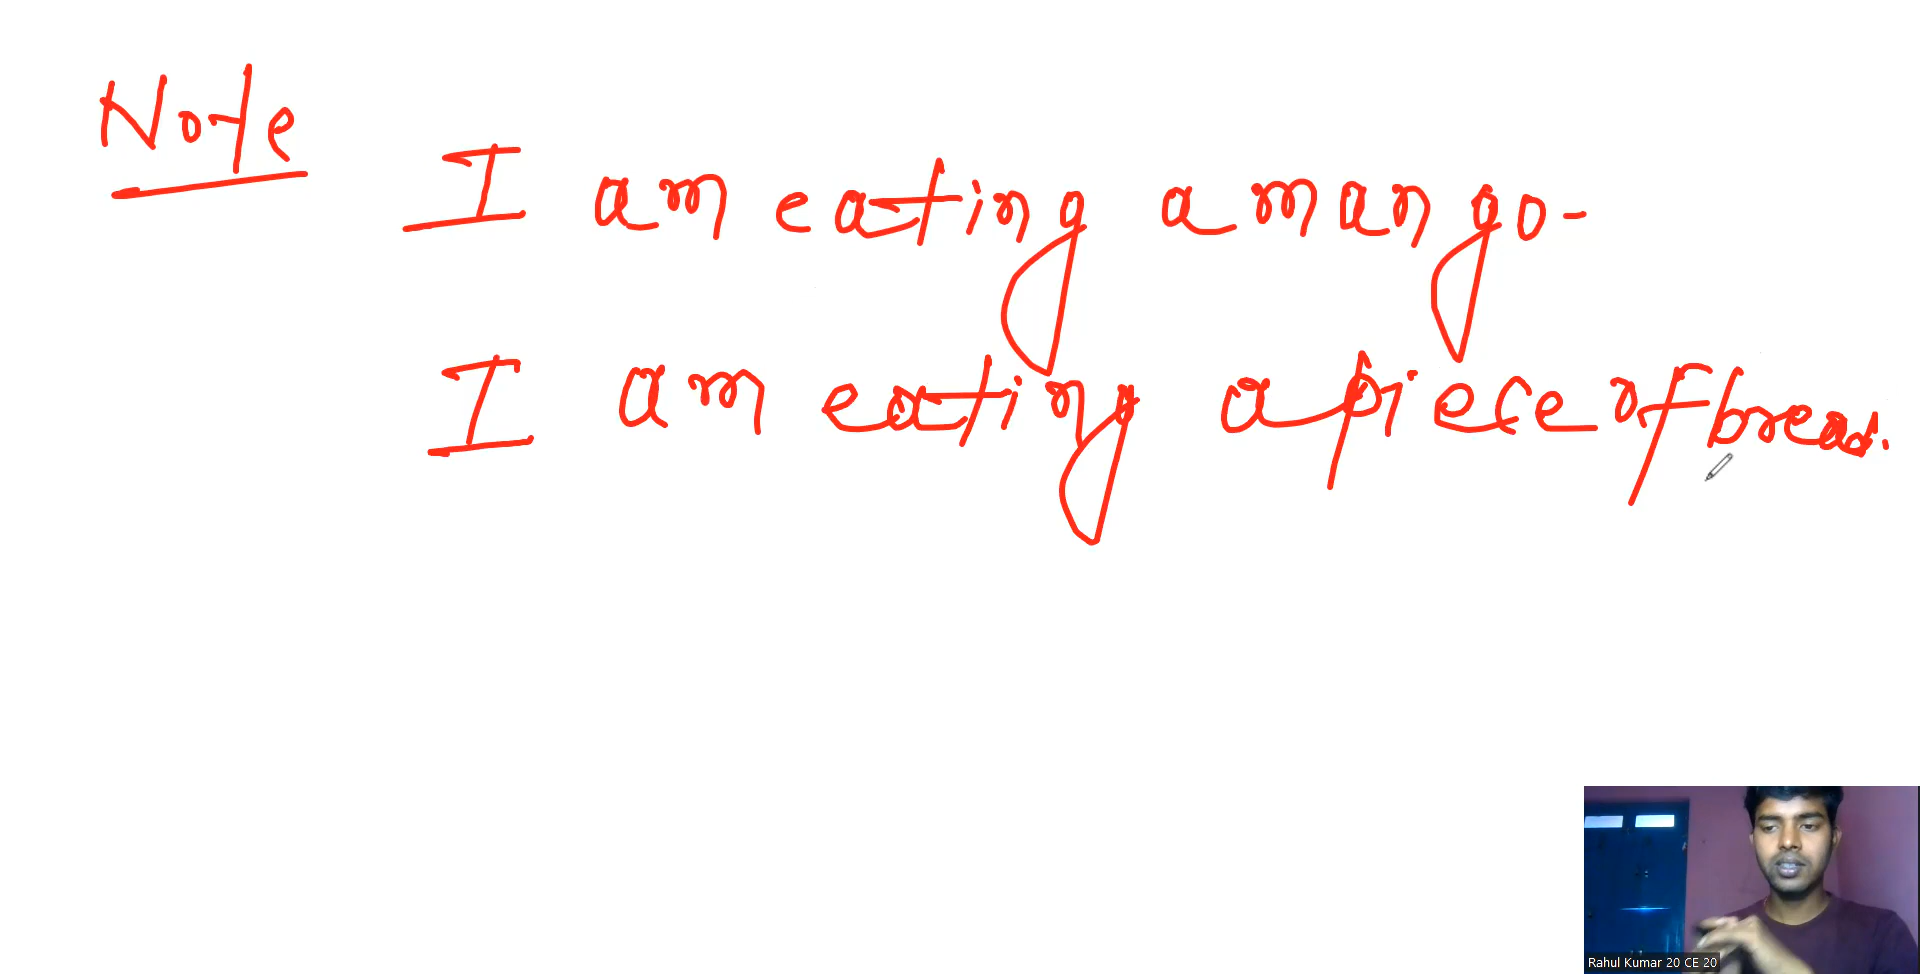 Note
I am eating a mango-
I am eating a piece of bread.
Rahul Kumar 20 CE 20